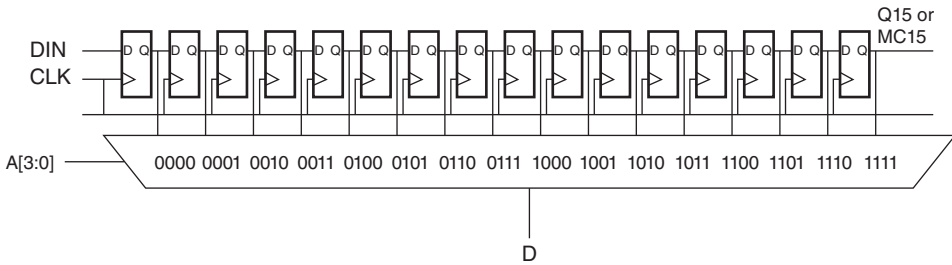 Q15 or
MC15
DIN
D Q D Q D Q D Q D Q D Q D Q D Q D Q D Q D Q D Q D Q D Q D Q D Q
CLK
A[3:0]
0000 0001 0010 0011 0100 0101 0110 0111 1000 1001 1010 1011 1100 1101 1110 1111
D